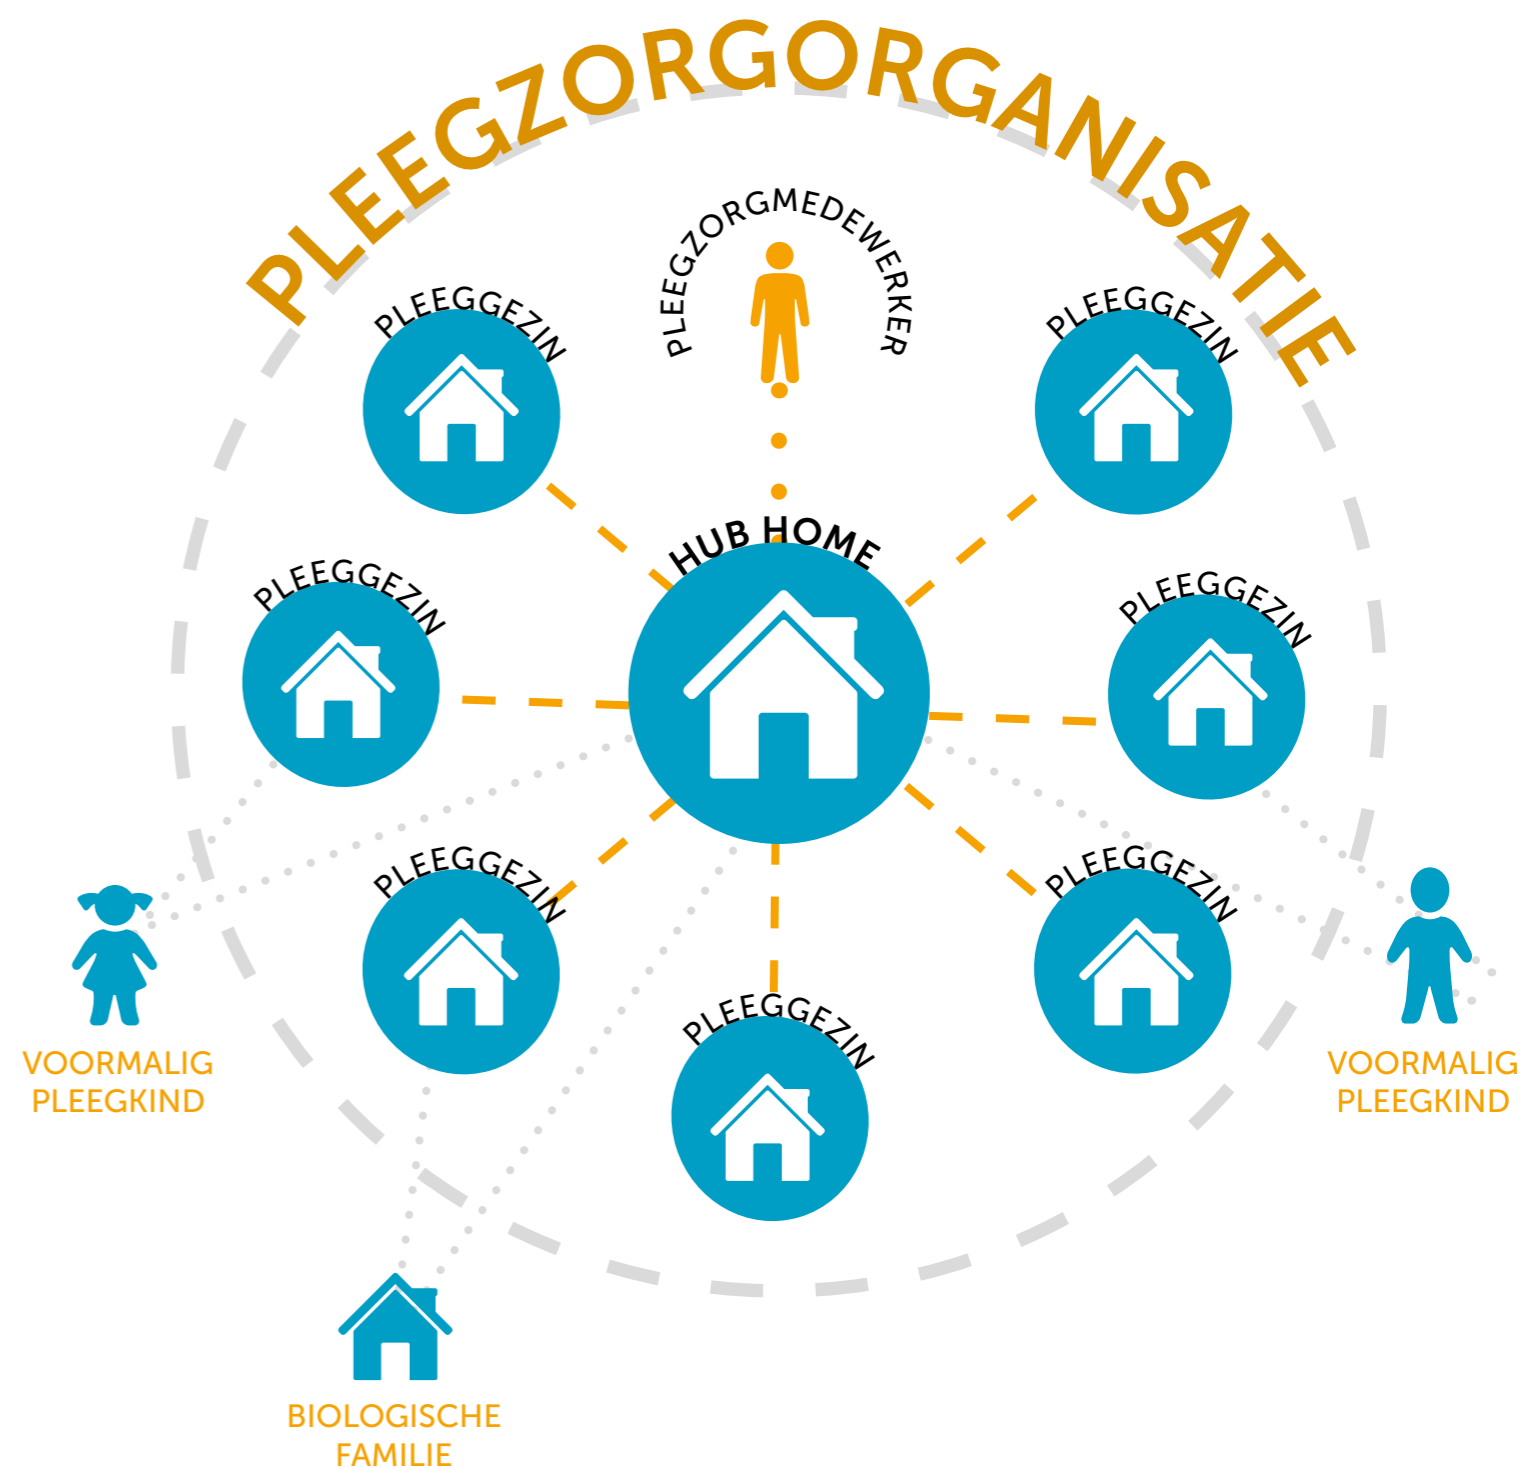 PLEEGZORGORGANISATIE
PLEEGZORGMEDEWERKER
PLEEGGEZIN
PLEEGGEZIN
HUB HOME
PLEEGGEZIN
PLEEGGEZIN
PLEEGGEZIN
PLEEGGEZIN
PLEEGGEZIN
VOORMALIG
PLEEGKIND
VOORMALIG
PLEEGKIND
BIOLOGISCHE
FAMILIE